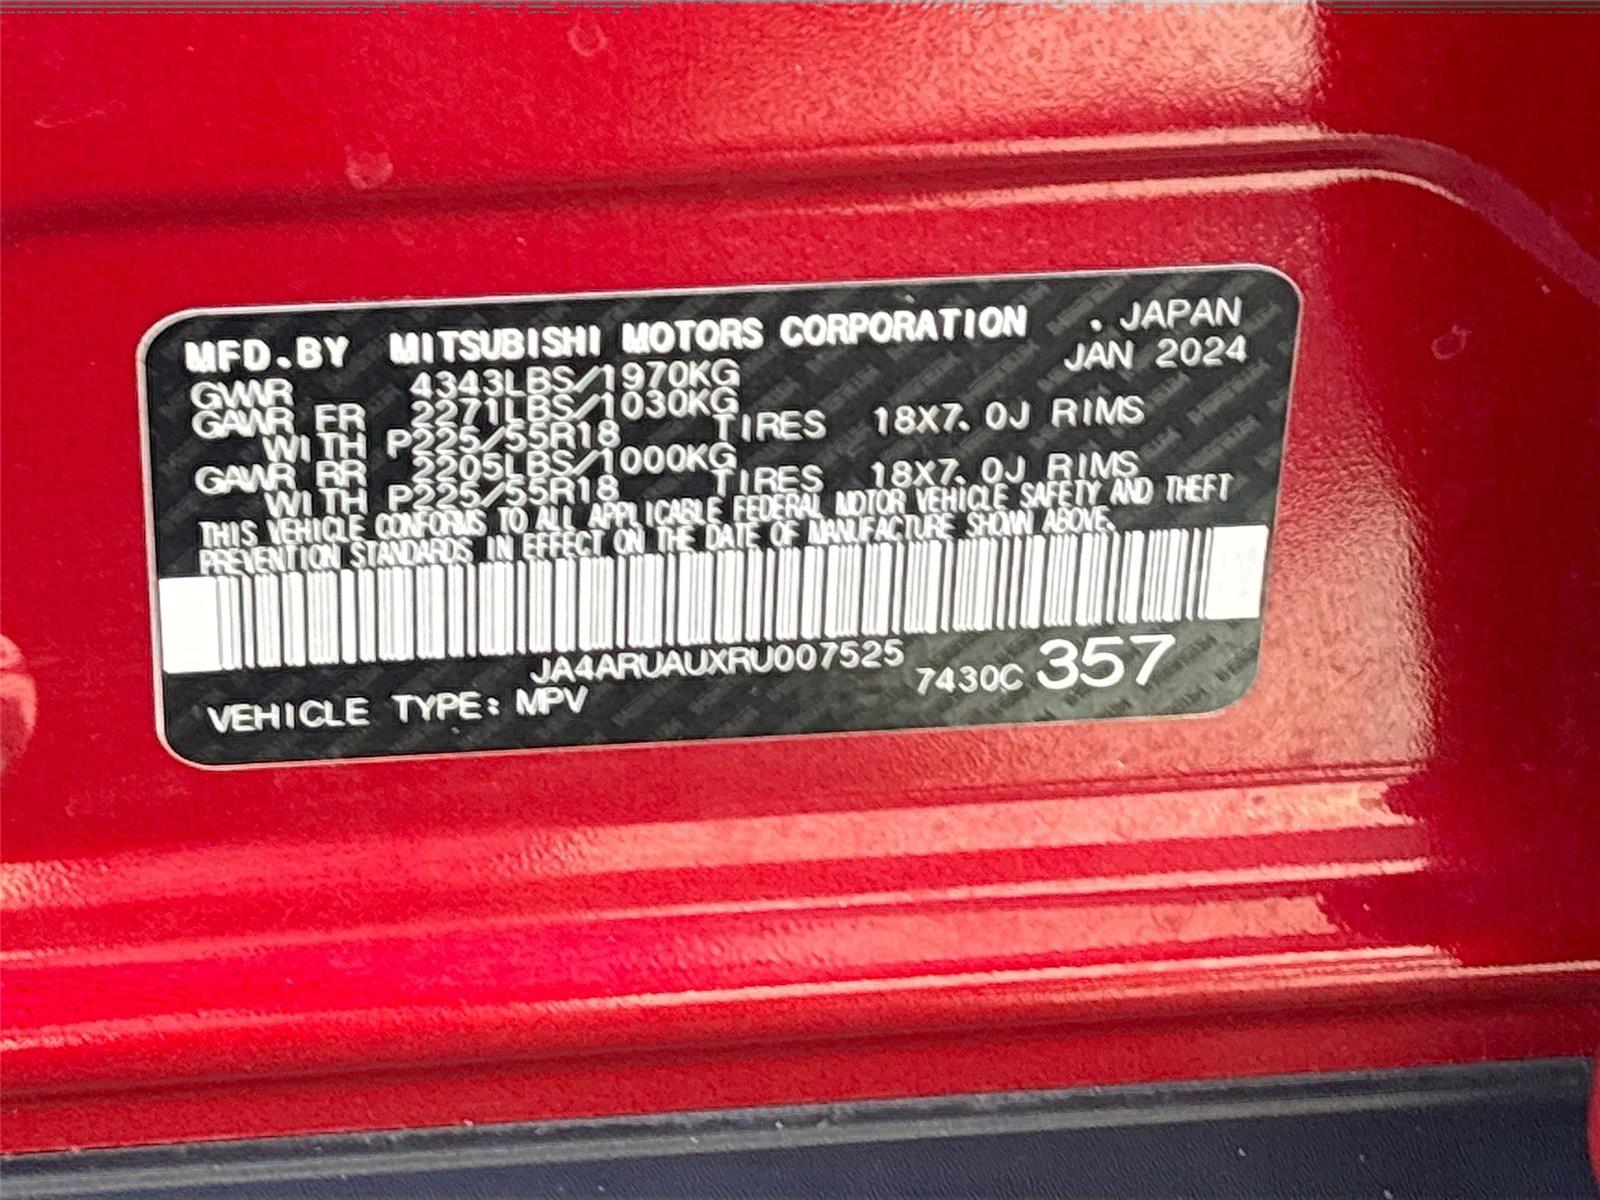 MFD.BY MITSUBISHI MOTORS CORPORATION . JAPAN
GVWR 4343LBS/1970KG JAN 2024
GAWR FR 2271LBS/1030KG
WITH P225/55R18 TIRES 18X7.0J RIMS
GAWR RR 2205LBS/1000KG
WITH P225/55R18 TIRES 18X7.0J RIMS
THIS VEHICLE CONFORMS TO ALL APPLICABLE FEDERAL MOTOR VEHICLE SAFETY AND THEFT
PREVENTION STANDARDS IN EFFECT ON THE DATE OF MANUFACTURE SHOWN ABOVE.
JA4ARUAUXRU007525
VEHICLE TYPE: MPV 7430C 357